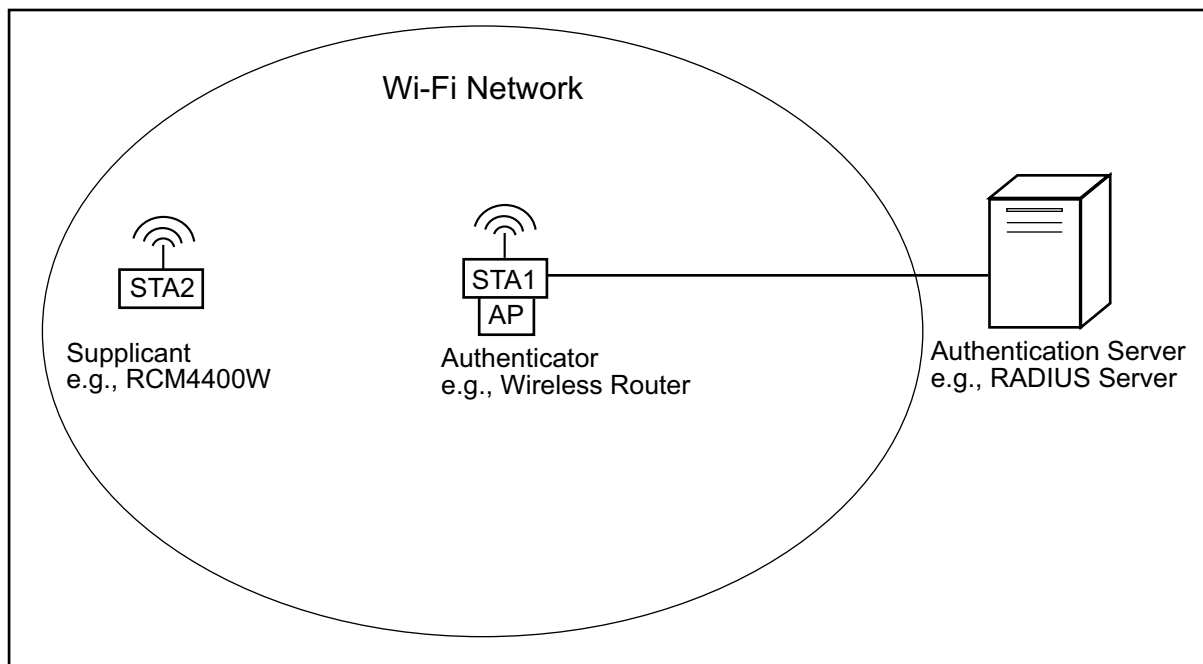 Wi-Fi Network
STA2
STA1
AP
Supplicant
e.g., RCM4400W
Authenticator
e.g., Wireless Router
Authentication Server
e.g., RADIUS Server